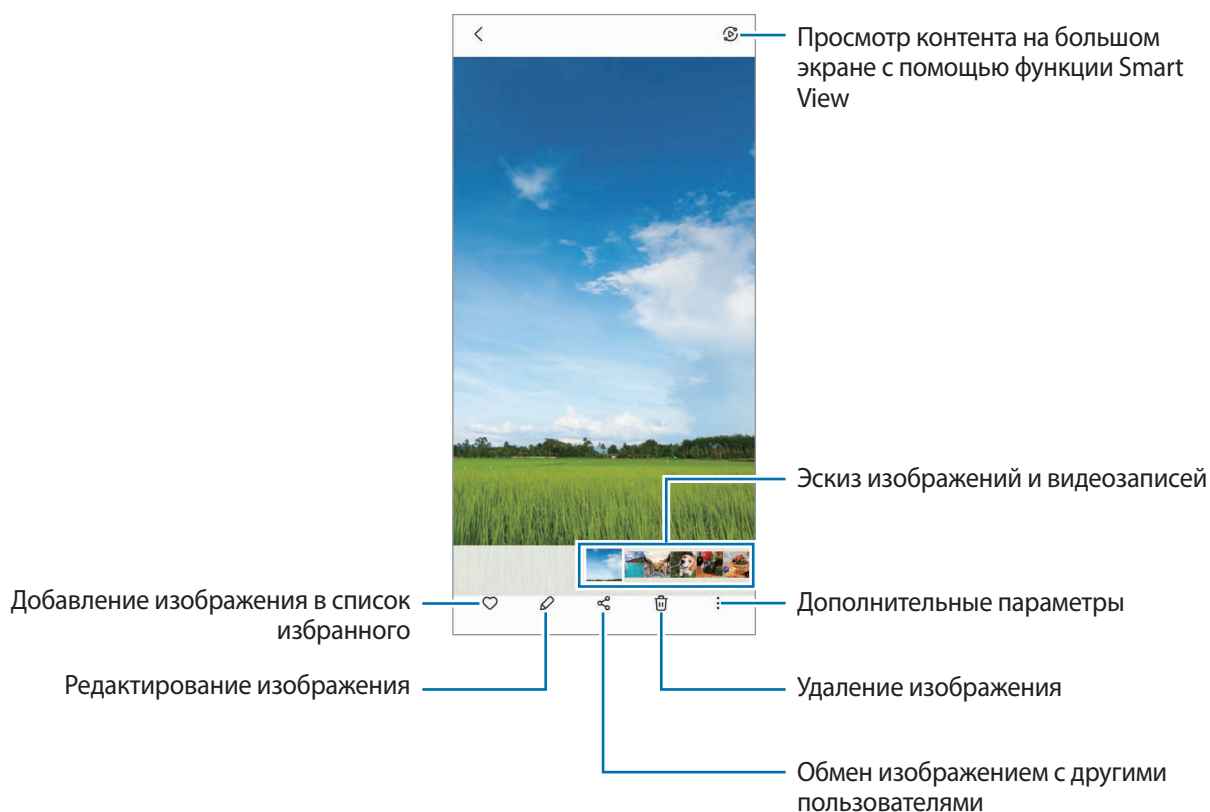 Просмотр контента на большом
экране с помощью функции Smart
View
Эскиз изображений и видеозаписей
Добавление изображения в список
избранного
Дополнительные параметры
Редактирование изображения
Удаление изображения
Обмен изображением с другими
пользователями